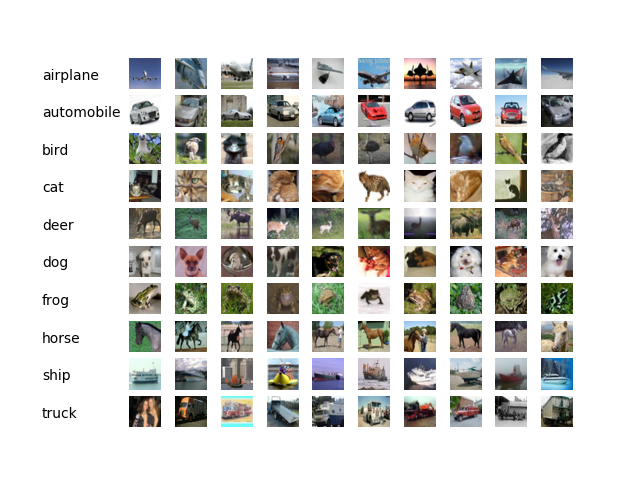 airplane
automobile
bird
cat
deer
dog
frog
horse
ship
truck